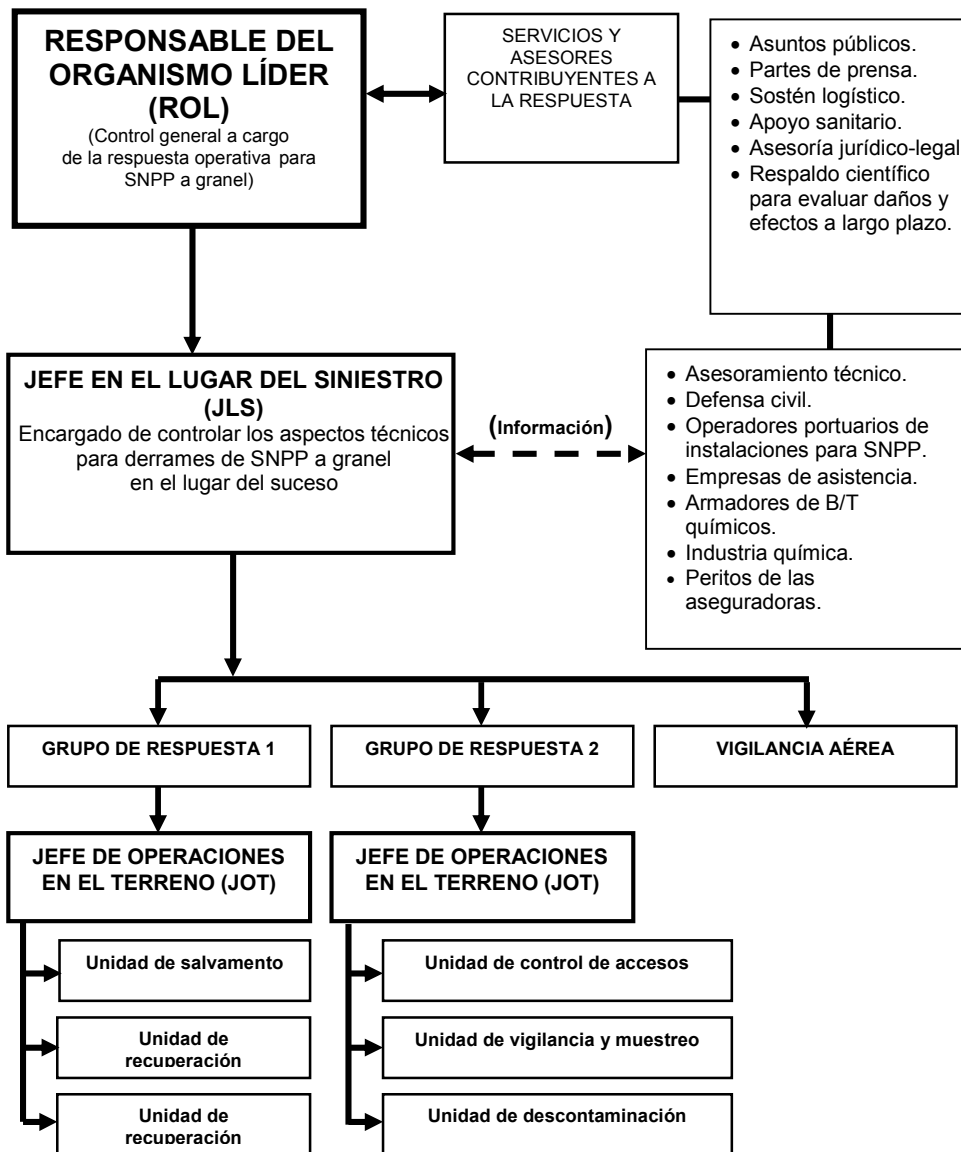 RESPONSABLE DEL
ORGANISMO LÍDER
(ROL)
(Control general a cargo
de la respuesta operativa para
SNPP a granel)
SERVICIOS Y
ASESORES
CONTRIBUYENTES A
LA RESPUESTA
• Asuntos públicos.
• Partes de prensa.
• Sostén logístico.
• Apoyo sanitario.
• Asesoría jurídico-legal
• Respaldo científico
para evaluar daños y
efectos a largo plazo.
JEFE EN EL LUGAR DEL SINIESTRO
(JLS)
Encargado de controlar los aspectos técnicos
para derrames de SNPP a granel
en el lugar del suceso
(Información)
• Asesoramiento técnico.
• Defensa civil.
• Operadores portuarios de
instalaciones para SNPP.
• Empresas de asistencia.
• Armadores de B/T
químicos.
• Industria química.
• Peritos de las
aseguradoras.
GRUPO DE RESPUESTA 1
GRUPO DE RESPUESTA 2
VIGILANCIA AÉREA
JEFE DE OPERACIONES
EN EL TERRENO (JOT)
JEFE DE OPERACIONES
EN EL TERRENO (JOT)
Unidad de salvamento
Unidad de
recuperación
Unidad de
recuperación
Unidad de control de accesos
Unidad de vigilancia y muestreo
Unidad de descontaminación